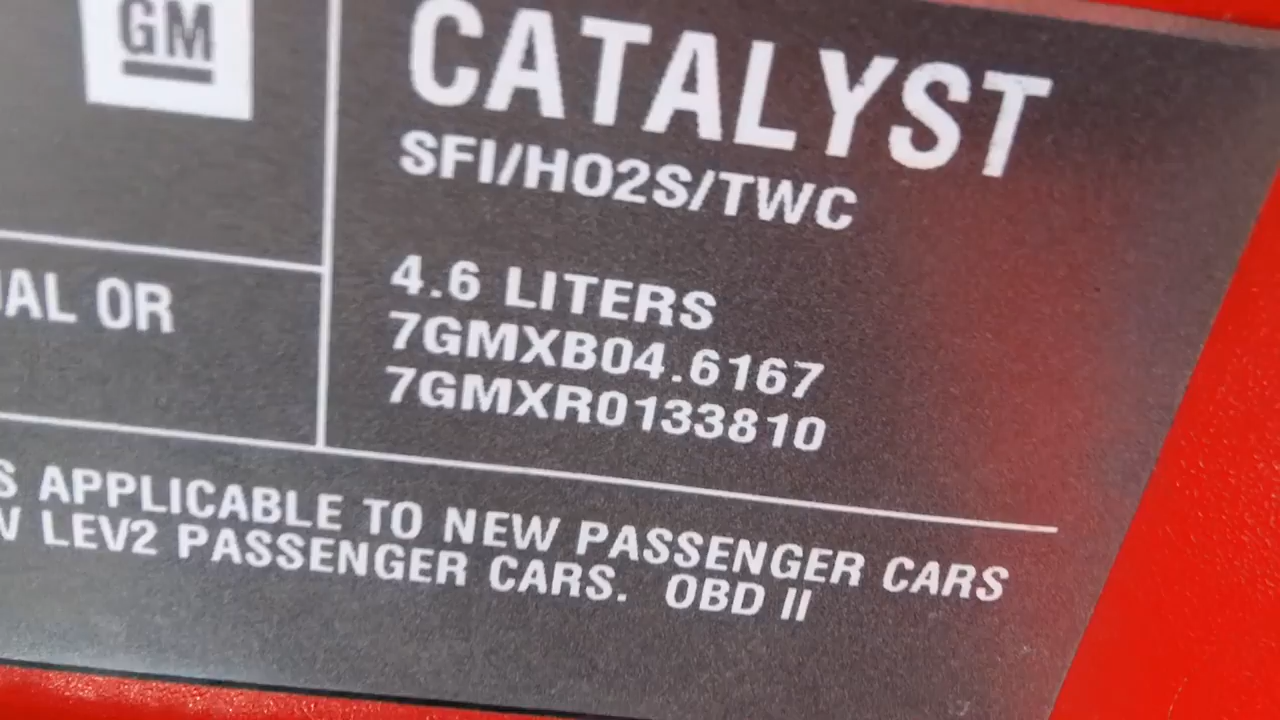 GM
CATALYST
SFI/HO2S/TWC
4.6 LITERS
7GMXB04.6167
7GMXR0133810
OR
APPLICABLE TO NEW PASSENGER CARS
LEV2 PASSENGER CARS. OBD II